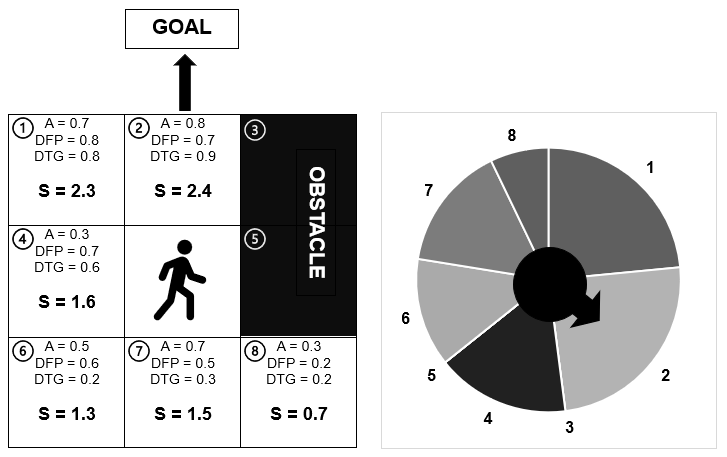 GOAL
① A = 0.7
DFP = 0.8
DTG = 0.8
S = 2.3
② A = 0.8
DFP = 0.7
DTG = 0.9
S = 2.4
③
OBSTACLE
④ A = 0.3
DFP = 0.7
DTG = 0.6
S = 1.6
⑤
⑥ A = 0.5
DFP = 0.6
DTG = 0.2
S = 1.3
⑦ A = 0.7
DFP = 0.5
DTG = 0.3
S = 1.5
⑧ A = 0.3
DFP = 0.2
DTG = 0.2
S = 0.7
8
1
7
6
5
2
4
3